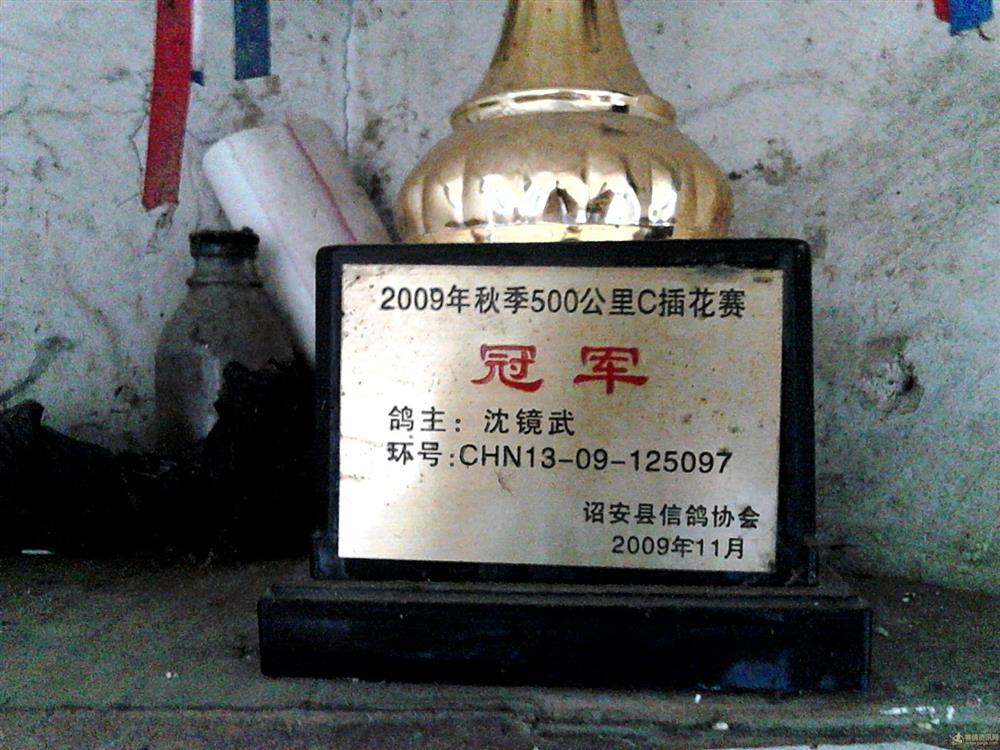 2009年秋季500公里C插花赛
冠军
鸽主：沈镜武
环号:CHN13-09-125097
诏安县信鸽协会
2009年11月